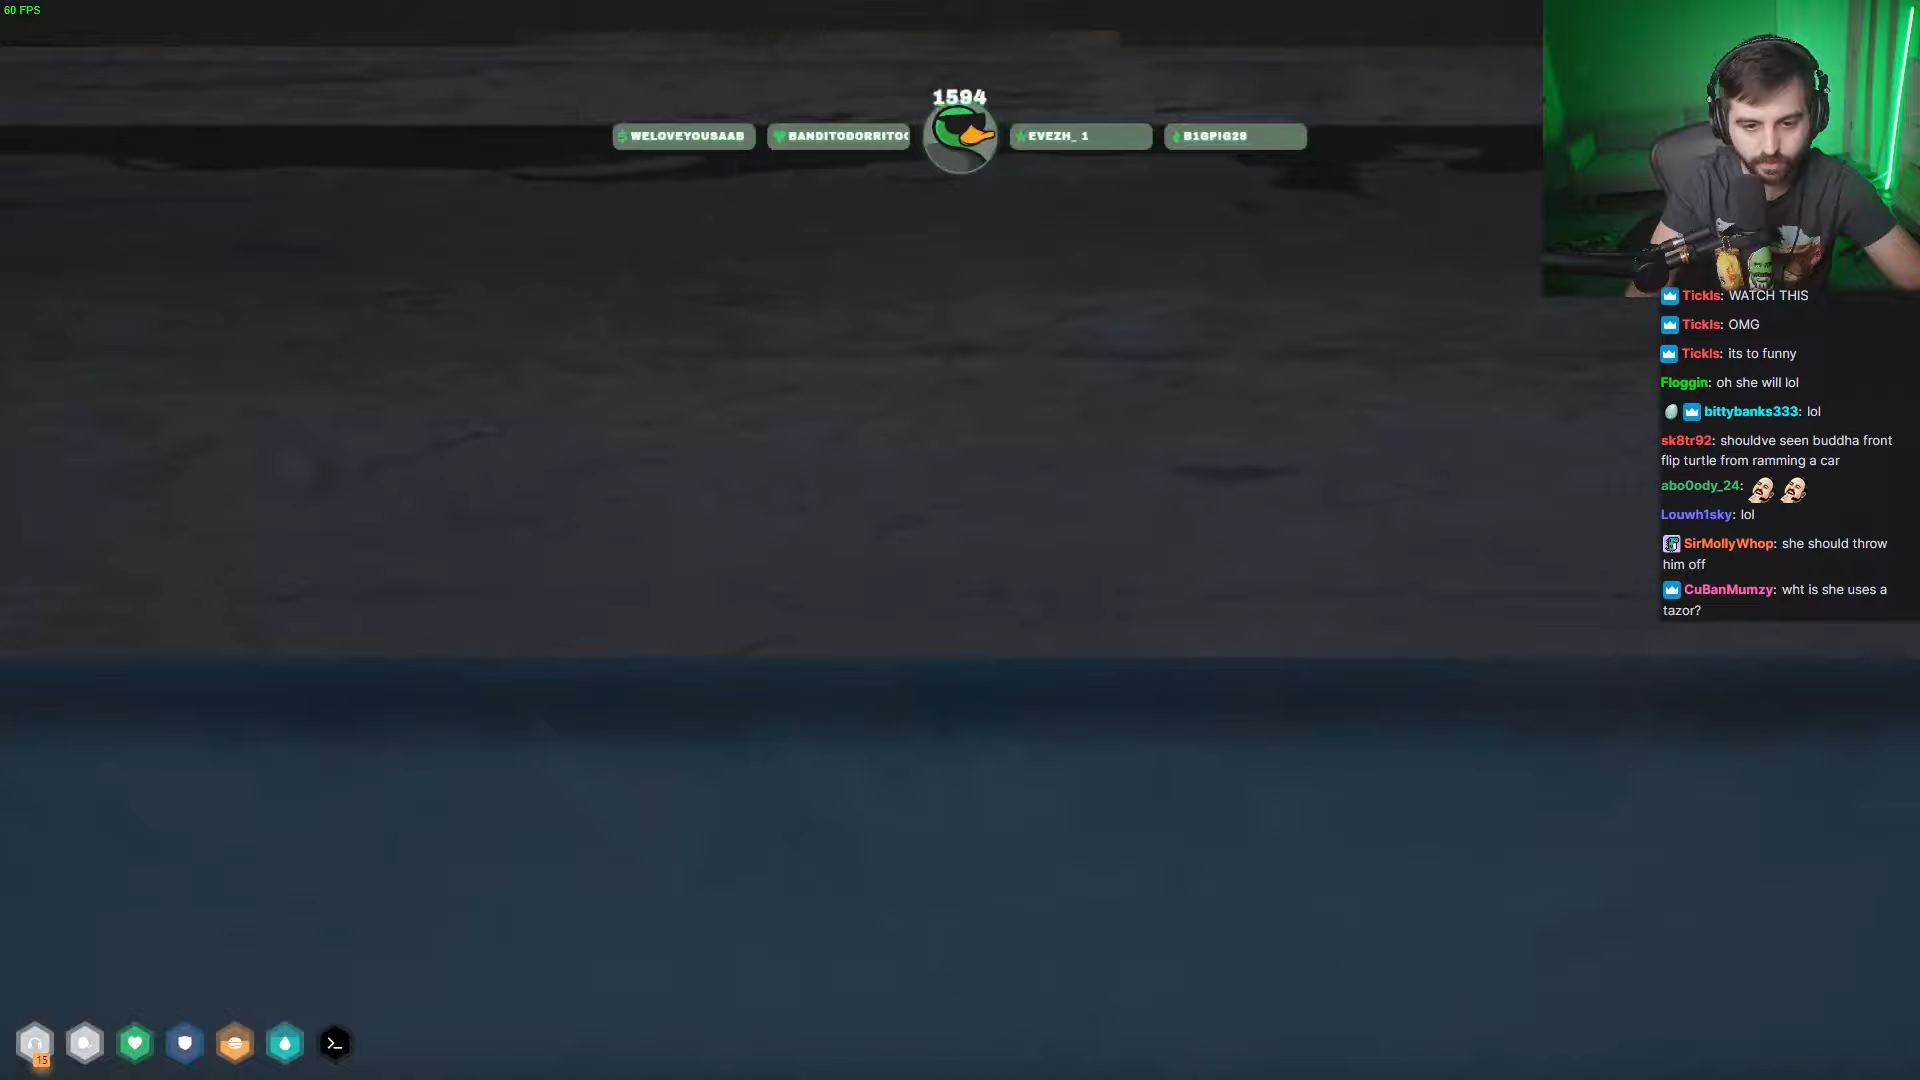 60 FPS
1594
WELOVEYOUSAAB
BANDITODORRITO
EVEZH_ 1
B1GPIG29
Tickls: WATCH THIS
Tickls: OMG
Tickls: its to funny
Floggin: oh she will lol
bittybanks333: lol
sk8tr92: shouldve seen buddha front
flip turtle from ramming a car
abo0ody_24:
Louwh1sky: lol
SirMollyWhop: she should throw
him off
CuBanMumzy: wht is she uses a
tazor?
15